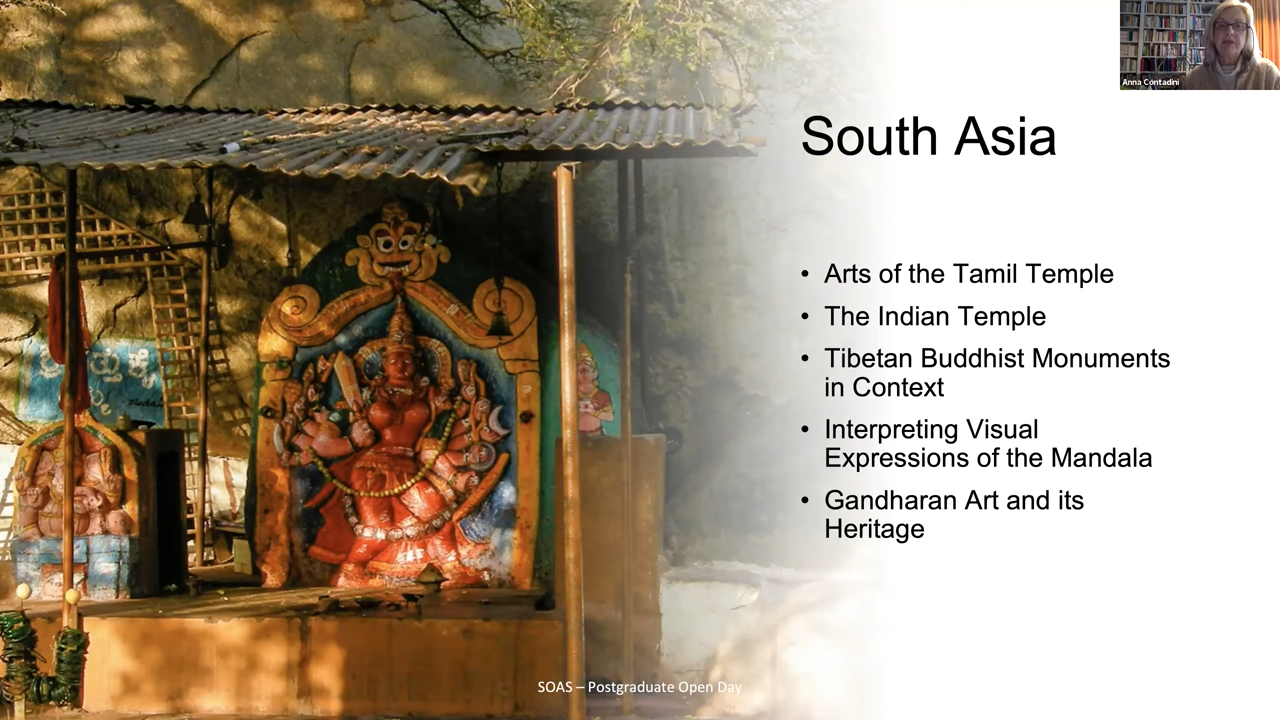 Anna Contadini
South Asia
• Arts of the Tamil Temple
• The Indian Temple
• Tibetan Buddhist Monuments
in Context
• Interpreting Visual
Expressions of the Mandala
• Gandharan Art and its
Heritage
SOAS – Postgraduate Open Day